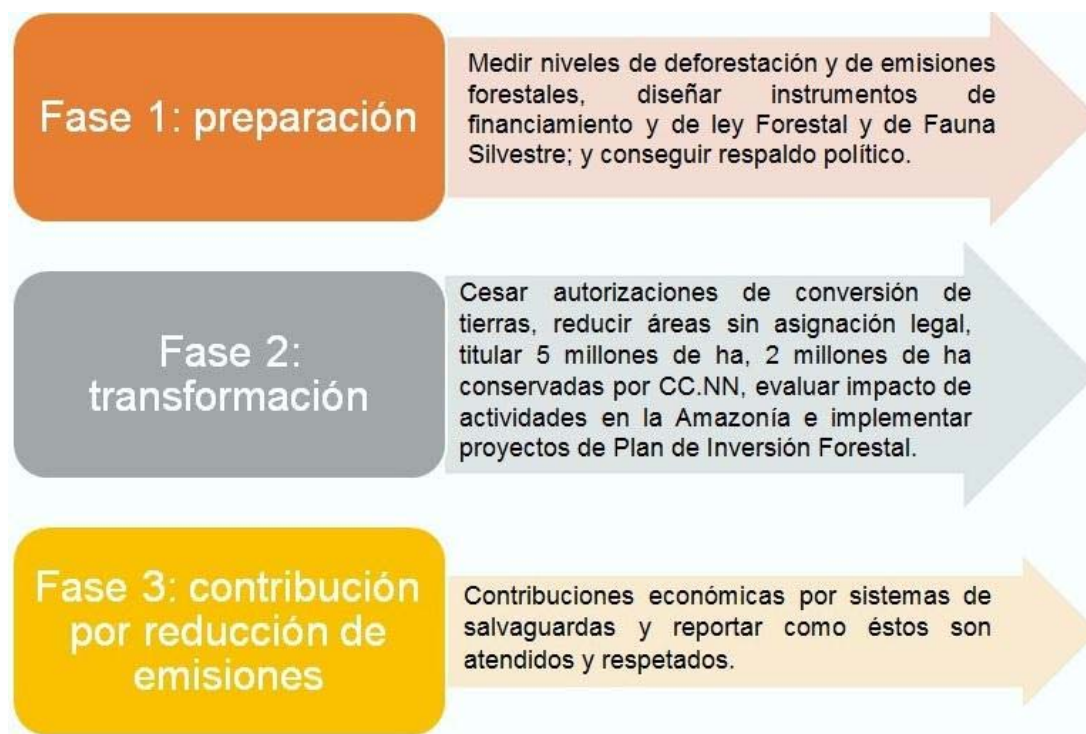 Fase 1: preparación
Medir niveles de deforestación y de emisiones
forestales, diseñar instrumentos de
financiamiento y de ley Forestal y de Fauna
Silvestre; y conseguir respaldo político.
Fase 2:
transformación
Cesar autorizaciones de conversión de
tierras, reducir áreas sin asignación legal,
titular 5 millones de ha, 2 millones de ha
conservadas por CC.NN, evaluar impacto de
actividades en la Amazonía e implementar
proyectos de Plan de Inversión Forestal.
Fase 3: contribución
por reducción de
emisiones
Contribuciones económicas por sistemas de
salvaguardas y reportar como éstos son
atendidos y respetados.